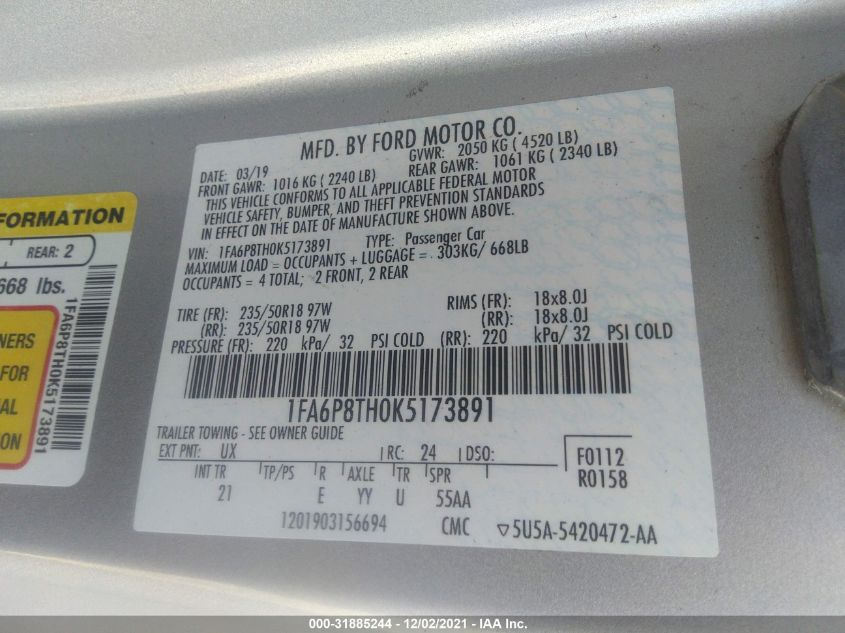 MFD. BY FORD MOTOR CO.
DATE: 03/19 GVWR: 2050 KG ( 4520 LB)
FRONT GAWR: 1016 KG ( 2240 LB) REAR GAWR: 1061 KG ( 2340 LB)
THIS VEHICLE CONFORMS TO ALL APPLICABLE FEDERAL MOTOR
VEHICLE SAFETY, BUMPER, AND THEFT PREVENTION STANDARDS
IN EFFECT ON THE DATE OF MANUFACTURE SHOWN ABOVE.
VIN: 1FA6P8TH0K5173891 TYPE: Passenger Car
MAXIMUM LOAD = OCCUPANTS + LUGGAGE = 303KG/ 668LB
OCCUPANTS = 4 TOTAL; 2 FRONT, 2 REAR
TIRE (FR): 235/50R18 97W RIMS (FR): 18x8.0J
(RR): 235/50R18 97W (RR): 18x8.0J
PRESSURE (FR): 220 kPa/ 32 PSI COLD (RR): 220 kPa/ 32 PSI COLD
1FA6P8TH0K5173891
TRAILER TOWING - SEE OWNER GUIDE
EXT PNT: UX RC: 24 DSO: F0112
INT TR TP/PS R AXLE TR SPR R0158
21 E YY U 55AA
1201903156694 CMC 5U5A-5420472-AA
FORMATION
REAR: 2
668 lbs.
1FA6P8TH0K5173891
NERS
FOR
AL
ON
000-31885244 - 12/02/2021 - IAA Inc.